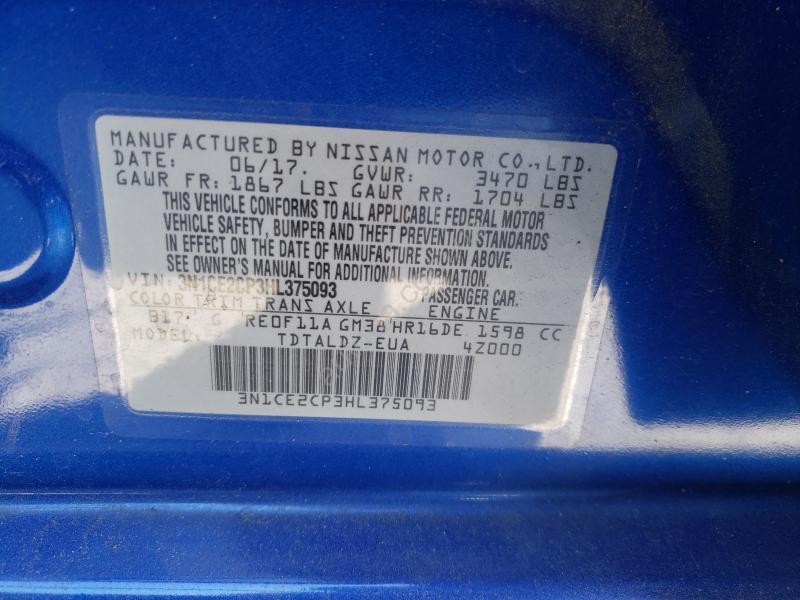 MANUFACTURED BY NISSAN MOTOR CO.,LTD.
DATE: 06/17. GVWR: 3470 LBS
GAWR FR: 1867 LBS GAWR RR: 1704 LBS
THIS VEHICLE CONFORMS TO ALL APPLICABLE FEDERAL MOTOR
VEHICLE SAFETY, BUMPER AND THEFT PREVENTION STANDARDS
IN EFFECT ON THE DATE OF MANUFACTURE SHOWN ABOVE.
SEE OWNER'S MANUAL FOR ADDITIONAL INFORMATION.
VIN: 3N1CE2CP3HL375093 PASSENGER CAR.
COLOR TRIM TRANS AXLE ENGINE
B17 G RE0F11A GM38 HR16DE 1598 CC
MODEL: TDTALDZ-EUA 4Z000
3N1CE2CP3HL375093